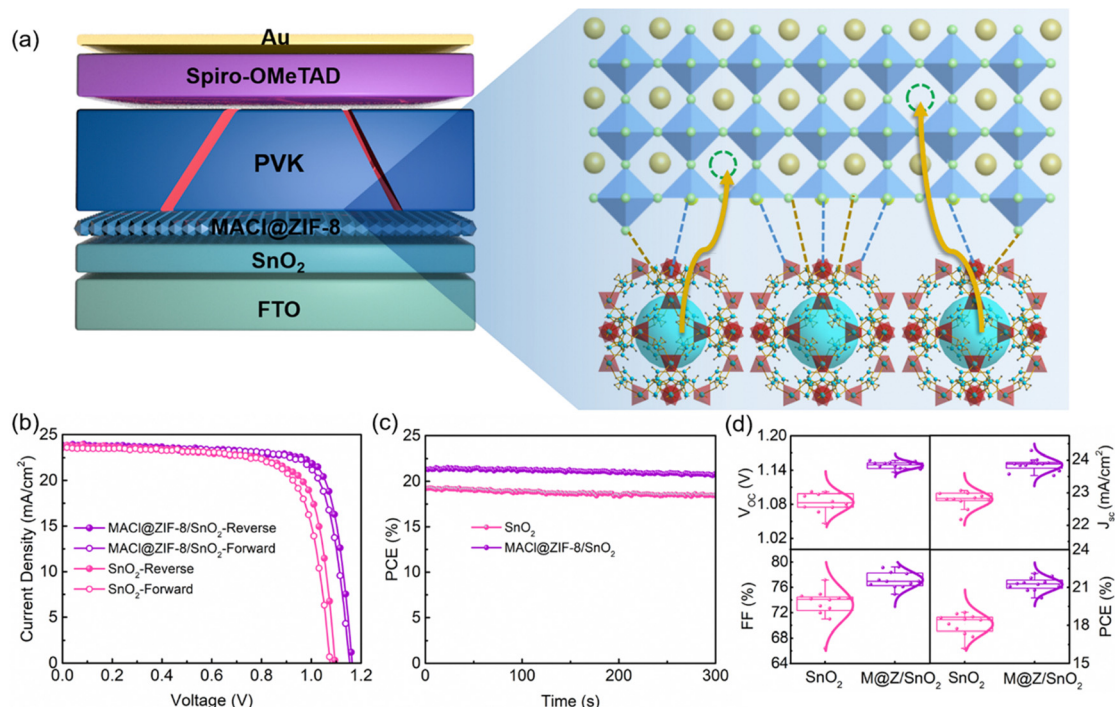 (a)
Au
Spiro-OMeTAD
PVK
MACl@ZIF-8
SnO₂
FTO
(b)
25
20
15
10
5
0
Current Density (mA/cm²)
MACl@ZIF-8/SnO₂-Reverse
MACl@ZIF-8/SnO₂-Forward
SnO₂-Reverse
SnO₂-Forward
0.0 0.2 0.4 0.6 0.8 1.0 1.2
Voltage (V)
(c)
25
20
15
10
5
0
PCE (%)
SnO₂
MACl@ZIF-8/SnO₂
0 100 200 300
Time (s)
(d)
1.20
1.14
1.08
1.02
V_OC (V)
24
23
22
J_sc (mA/cm²)
80
76
72
68
64
FF (%)
24
21
18
15
PCE (%)
SnO₂ M@Z/SnO₂ SnO₂ M@Z/SnO₂